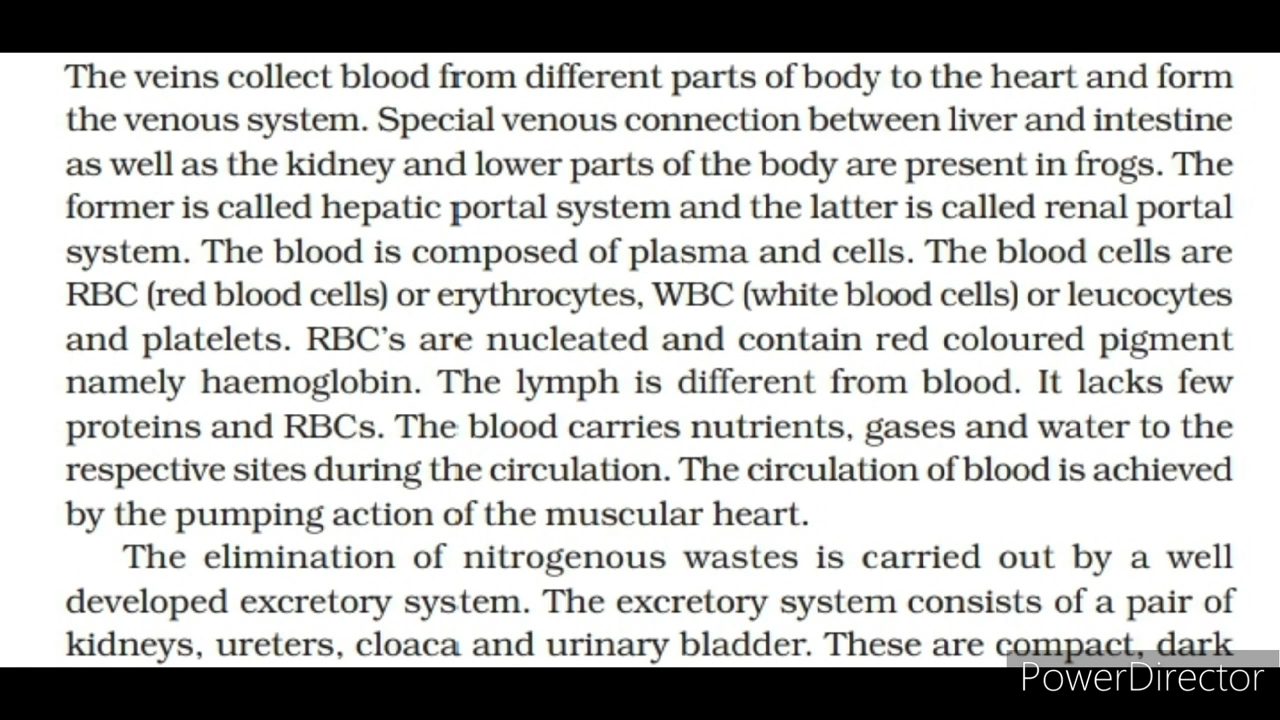 The veins collect blood from different parts of body to the heart and form
the venous system. Special venous connection between liver and intestine
as well as the kidney and lower parts of the body are present in frogs. The
former is called hepatic portal system and the latter is called renal portal
system. The blood is composed of plasma and cells. The blood cells are
RBC (red blood cells) or erythrocytes, WBC (white blood cells) or leucocytes
and platelets. RBC’s are nucleated and contain red coloured pigment
namely haemoglobin. The lymph is different from blood. It lacks few
proteins and RBCs. The blood carries nutrients, gases and water to the
respective sites during the circulation. The circulation of blood is achieved
by the pumping action of the muscular heart.
The elimination of nitrogenous wastes is carried out by a well
developed excretory system. The excretory system consists of a pair of
kidneys, ureters, cloaca and urinary bladder. These are compact, dark
PowerDirector